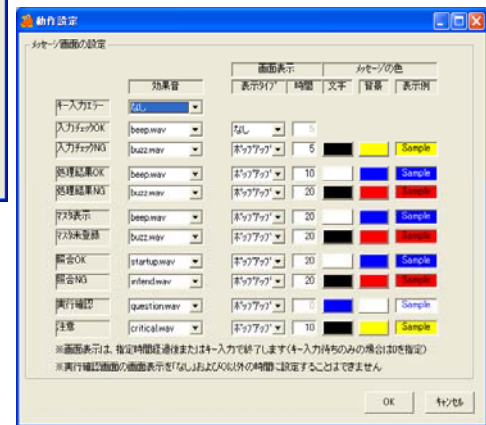 動作設定
メッセージ画面の設定
画面表示 メッセージの色
効果音 表示タイプ 時間 文字 背景 表示例
キー入力エラー なし
入力チェックOK beep.wav なし 5
入力チェックNG buzz.wav ポップアップ 5 Sample
処理結果OK beep.wav ポップアップ 10 Sample
処理結果NG buzz.wav ポップアップ 20 Sample
マスタ表示 beep.wav ポップアップ 20 Sample
マスタ未登録 buzz.wav ポップアップ 20 Sample
照合OK startup.wav ポップアップ 20 Sample
照合NG intend.wav ポップアップ 20 Sample
実行確認 question.wav ポップアップ 0 Sample
注意 critical.wav ポップアップ 10 Sample
※画面表示は、指定時間経過後またはキー入力で終了します(キー入力待ちのみの場合は0を指定)
※実行確認画面の画面表示を「なし」および0以外の時間に設定することはできません
OK キャンセル